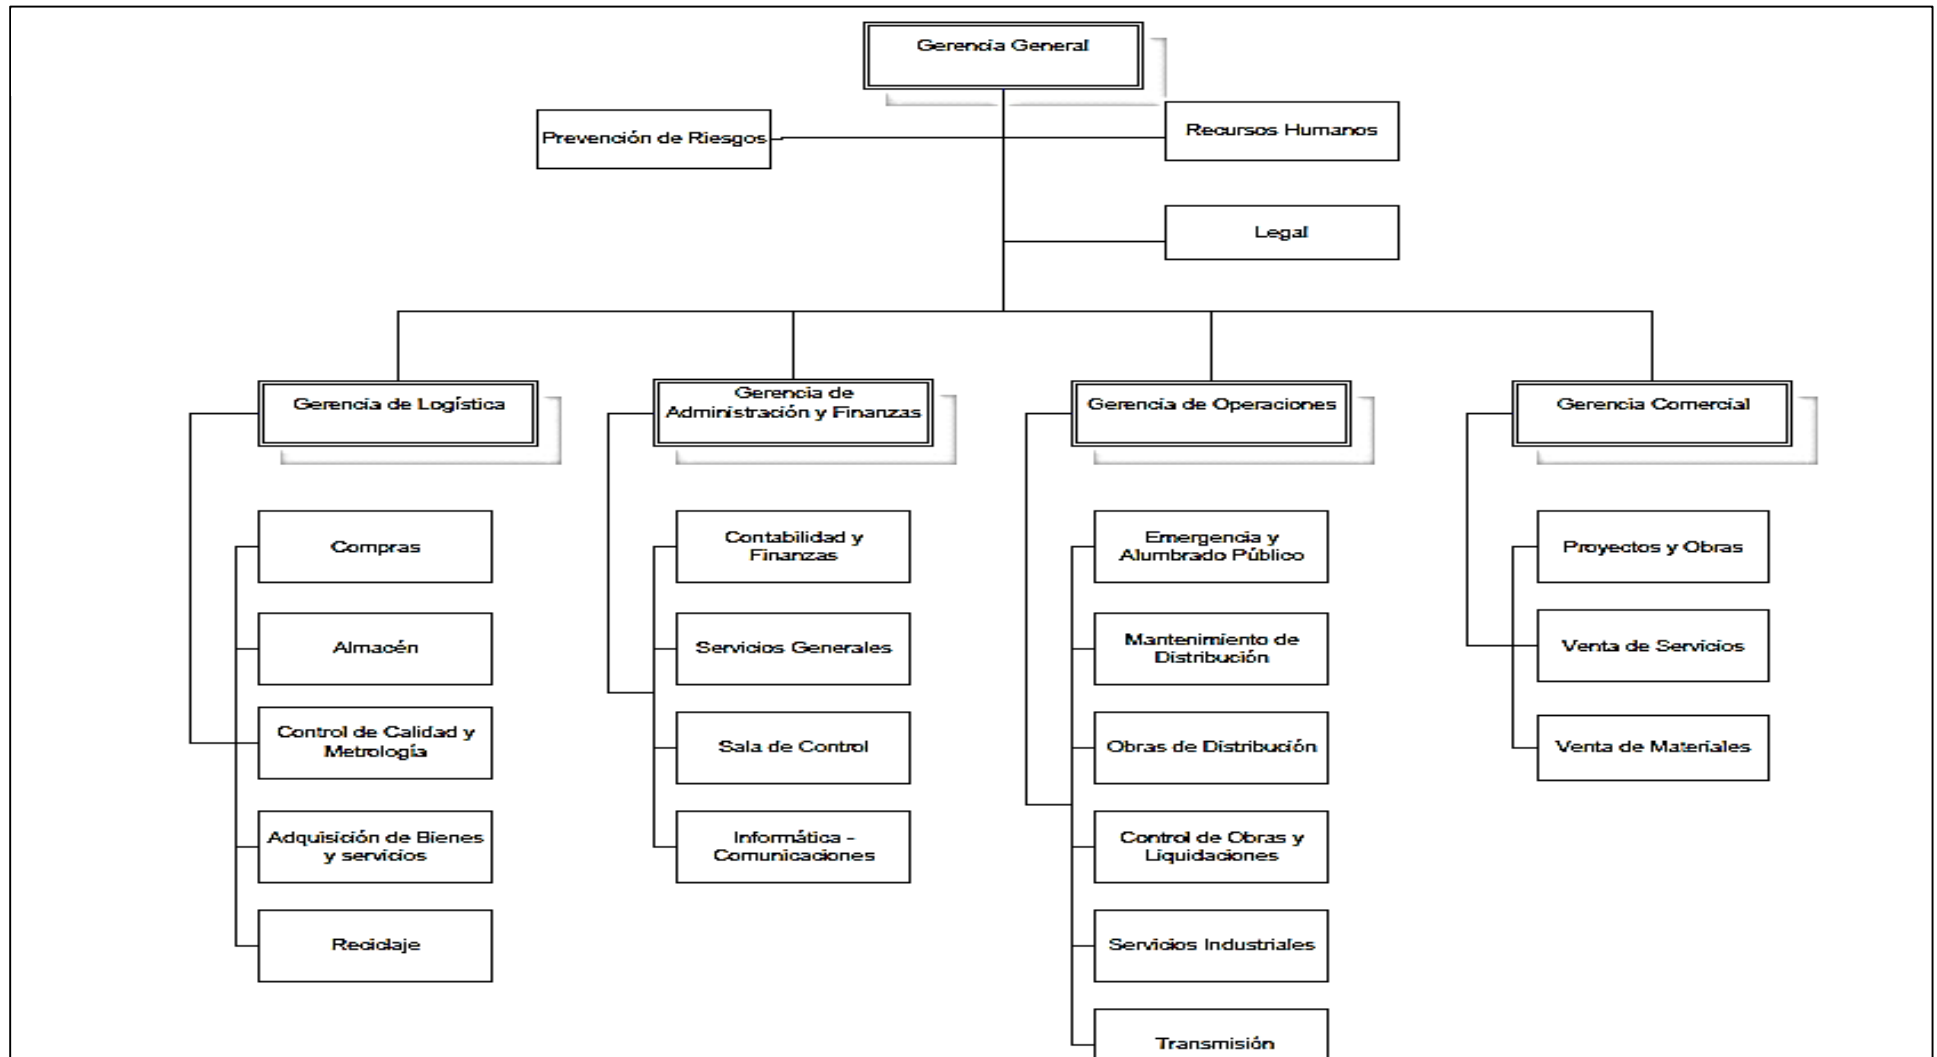 Gerencia General
Prevención de Riesgos
Recursos Humanos
Legal
Gerencia de Logística
Gerencia de
Administración y Finanzas
Gerencia de Operaciones
Gerencia Comercial
Compras
Almacén
Control de Calidad y
Metrología
Adquisición de Bienes
y servicios
Reciclaje
Contabilidad y
Finanzas
Servicios Generales
Sala de Control
Informática -
Comunicaciones
Emergencia y
Alumbrado Público
Mantenimiento de
Distribución
Obras de Distribución
Control de Obras y
Liquidaciones
Servicios Industriales
Transmisión
Proyectos y Obras
Venta de Servicios
Venta de Materiales